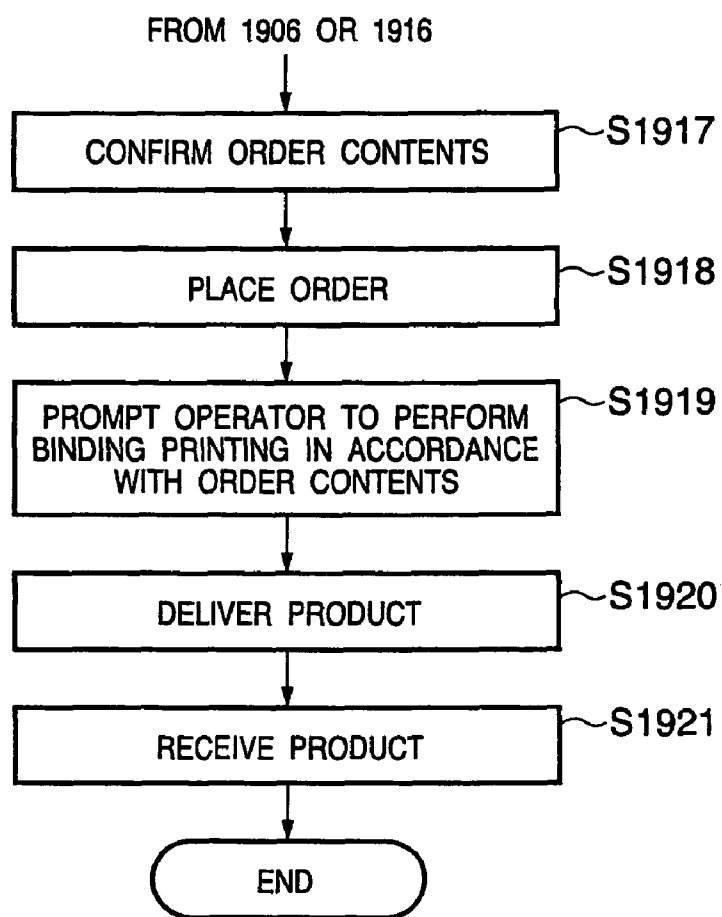 FROM 1906 OR 1916
CONFIRM ORDER CONTENTS
S1917
PLACE ORDER
S1918
PROMPT OPERATOR TO PERFORM
BINDING PRINTING IN ACCORDANCE
WITH ORDER CONTENTS
S1919
DELIVER PRODUCT
S1920
RECEIVE PRODUCT
S1921
END